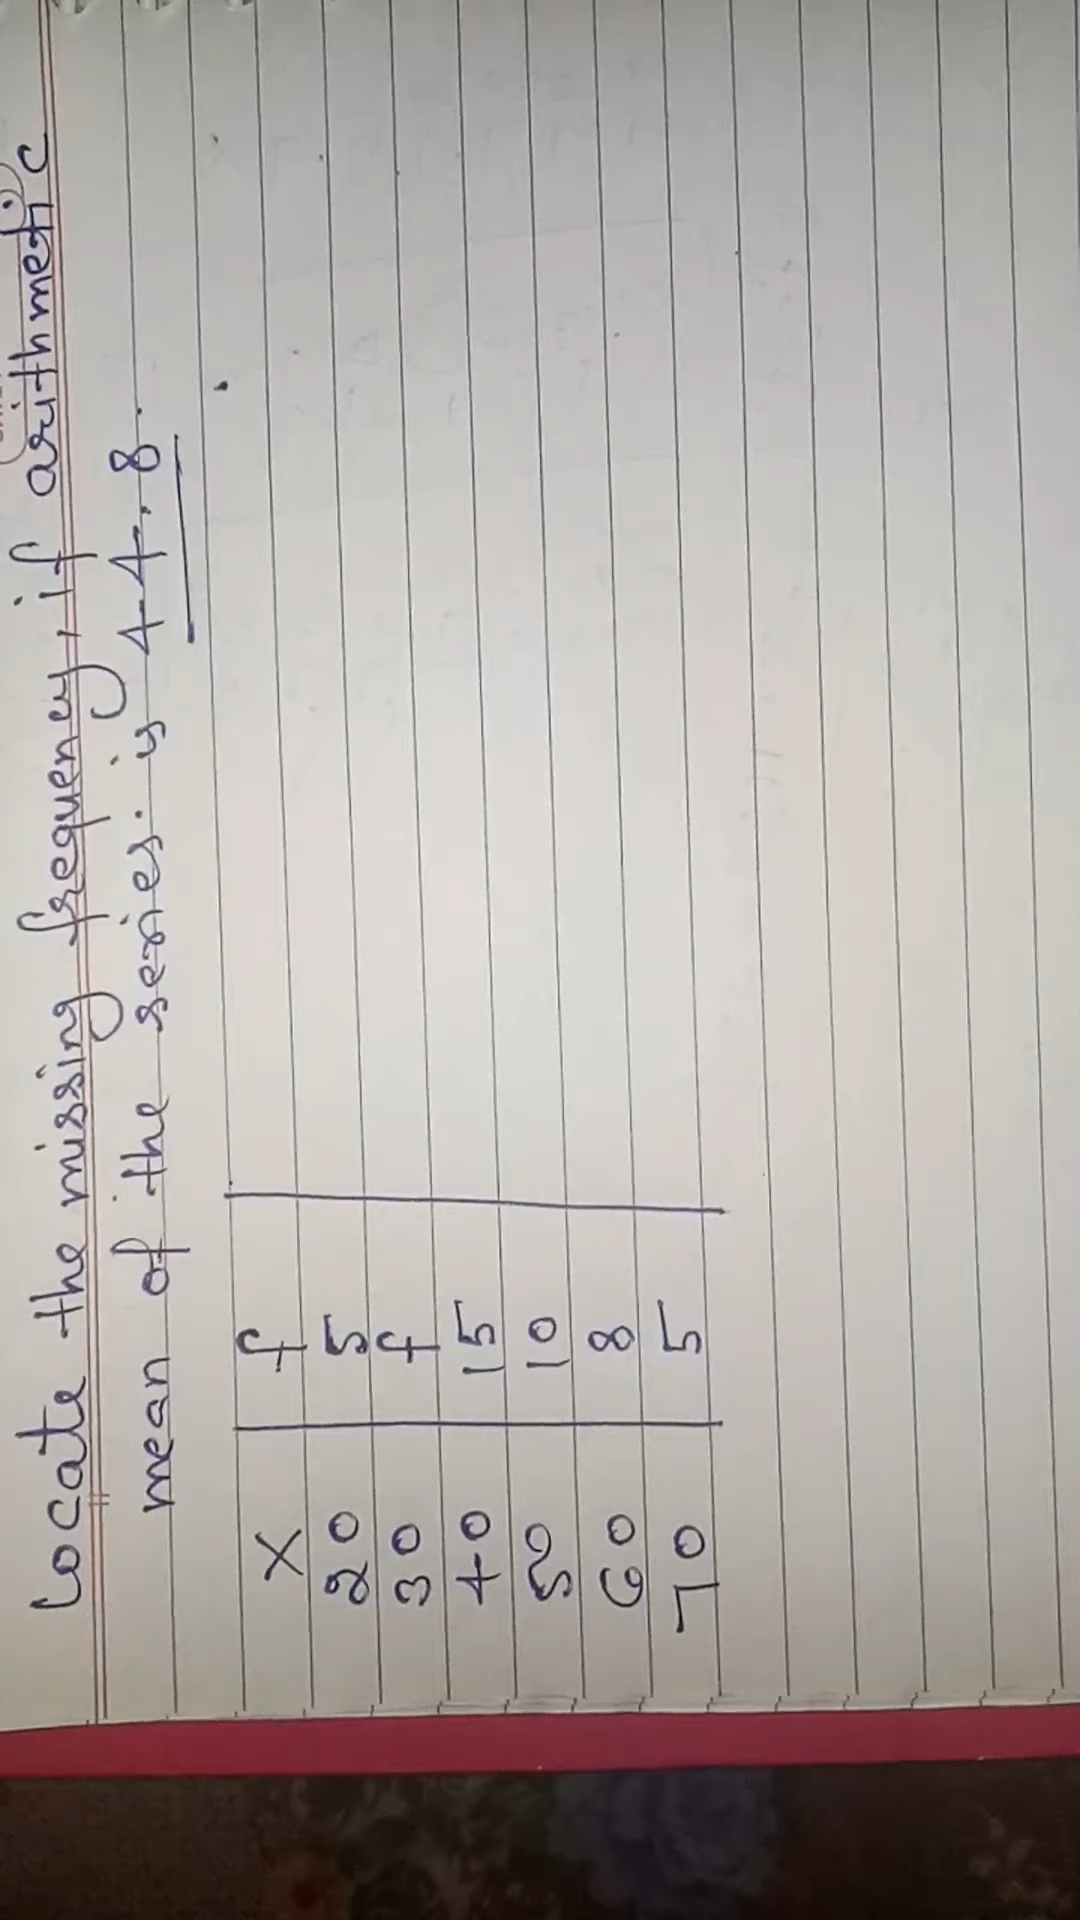 Locate the missing frequency, if arithmetic
mean of the series. is 44.8.
X f
20 5
30 f
40 15
50 10
60 8
70 5